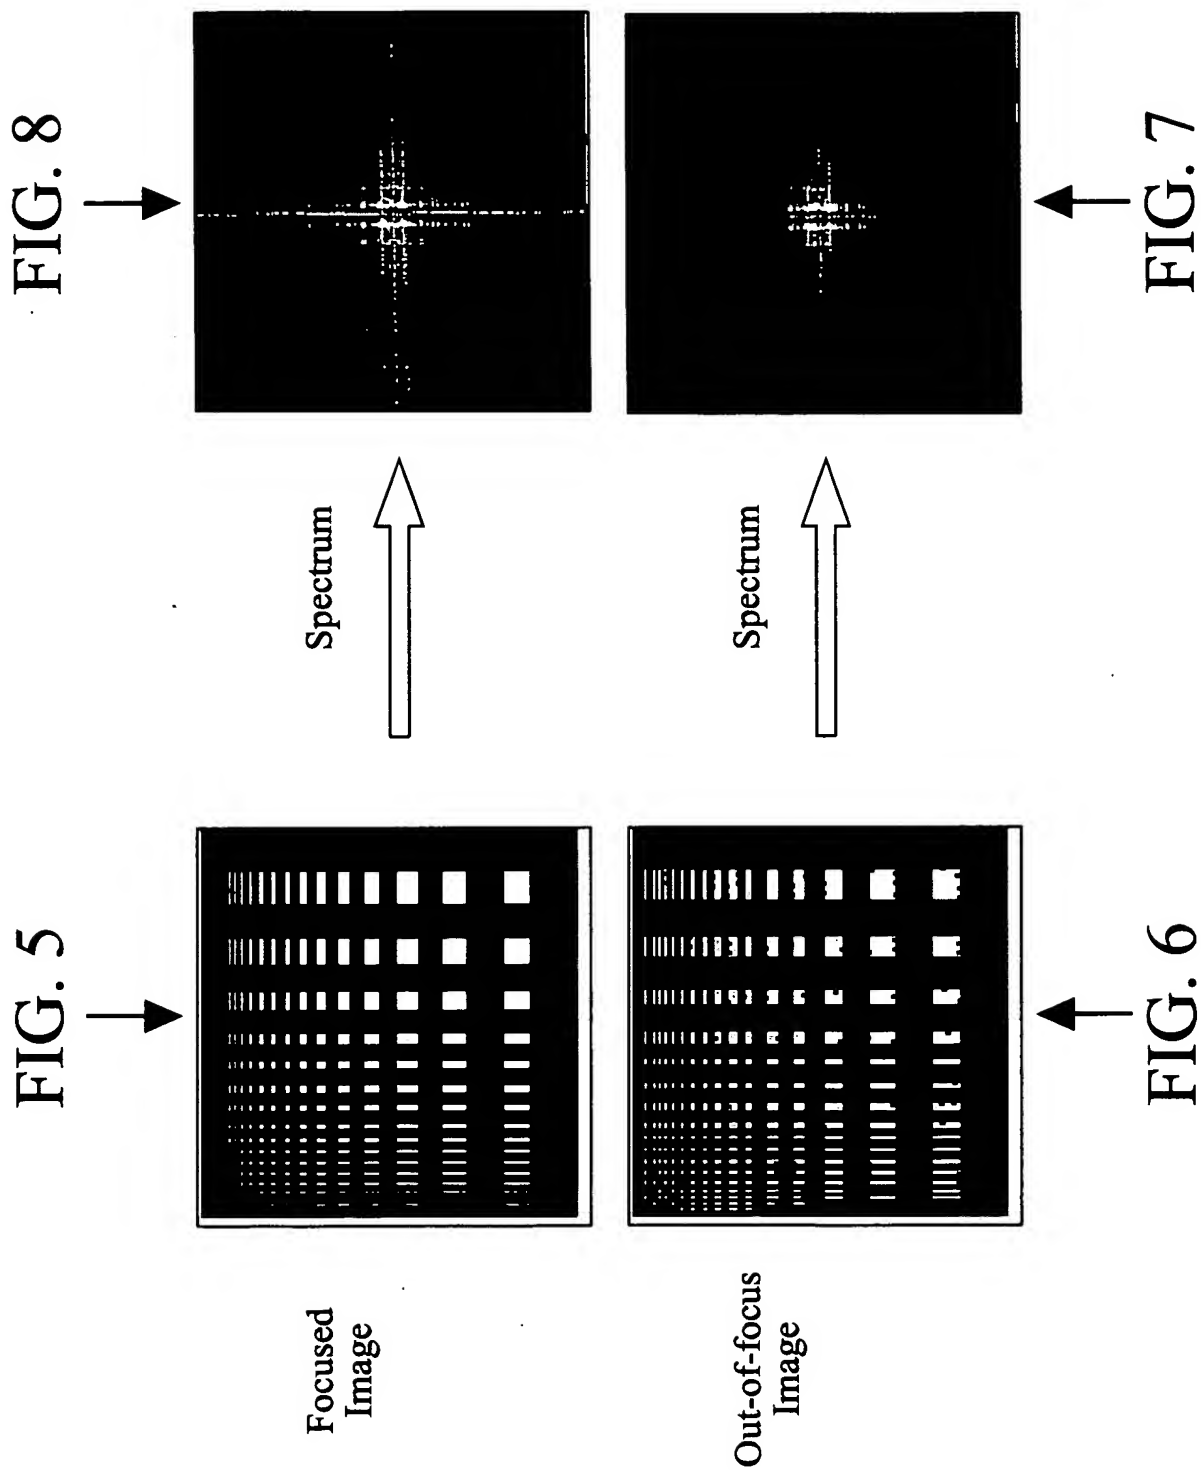 FIG. 5
FIG. 8
Focused
Image
Spectrum
Out-of-focus
Image
Spectrum
FIG. 6
FIG. 7